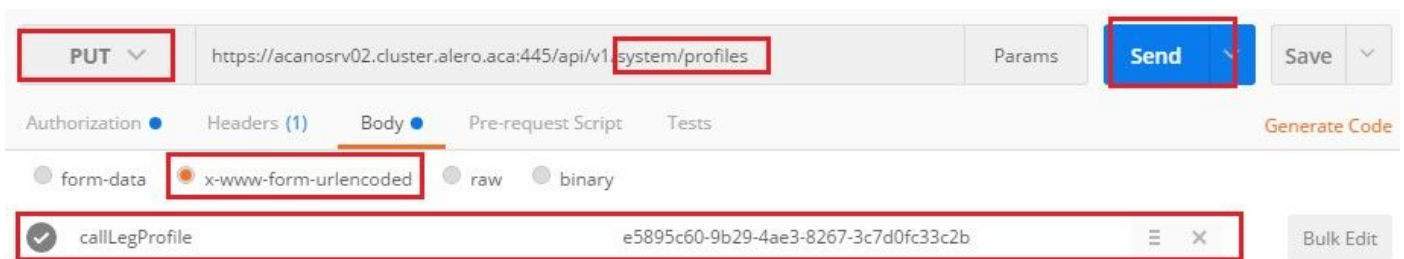 PUT https://acanosrv02.cluster.alero.aca:445/api/v1/system/profiles Params Send Save
Authorization Headers (1) Body Pre-request Script Tests Generate Code
form-data x-www-form-urlencoded raw binary
callLegProfile e5895c60-9b29-4ae3-8267-3c7d0fc33c2b Bulk Edit